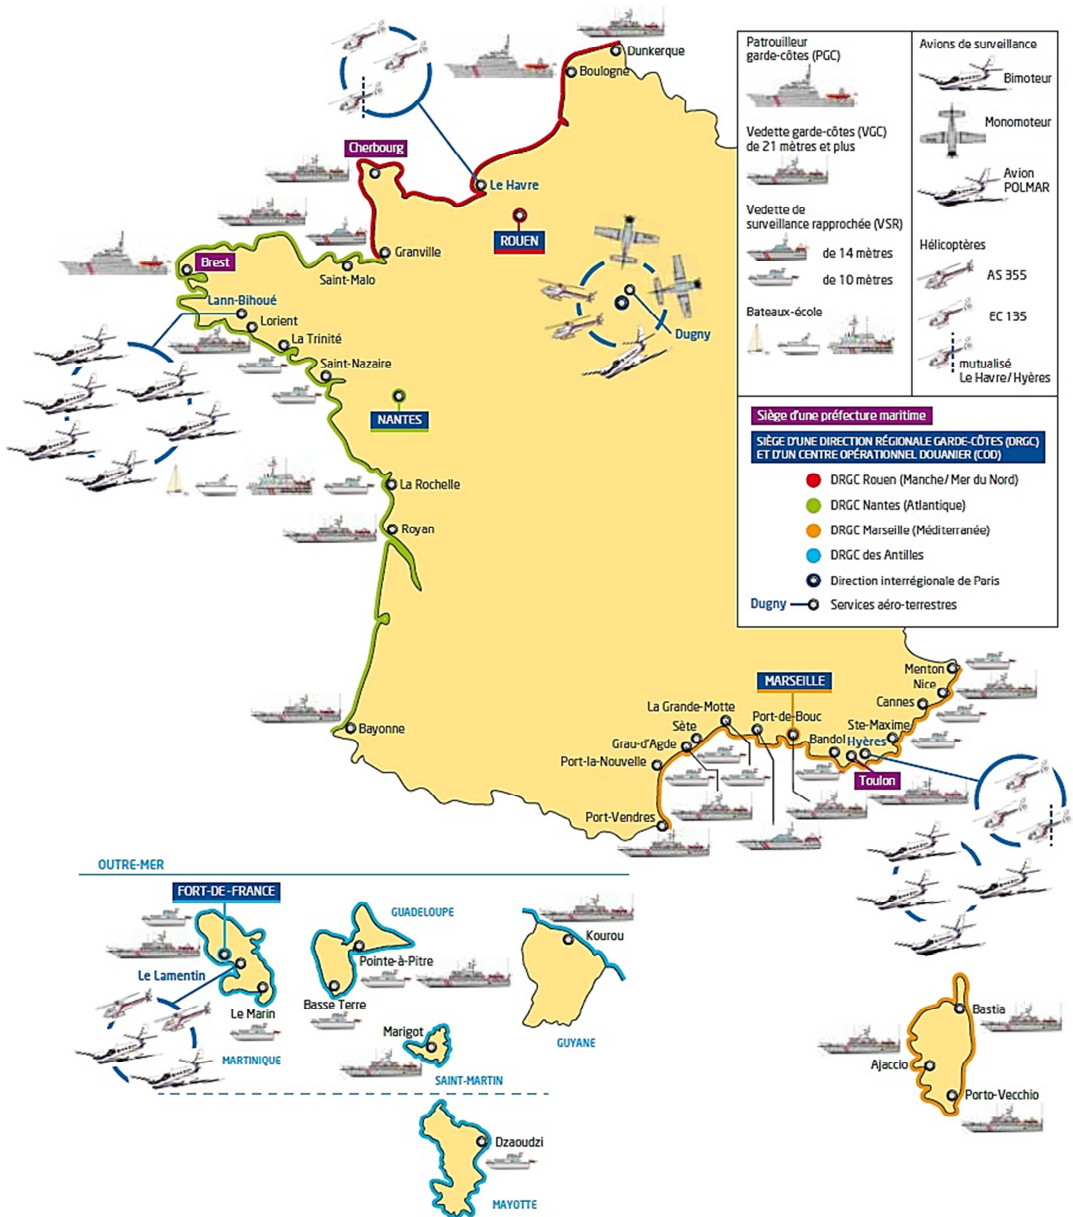 Dunkerque
Boulogne
Cherbourg
Le Havre
ROUEN
Granville
Brest
Saint-Malo
Lann-Bihoué
Lorient
La Trinité
Saint-Nazaire
Dugny
NANTES
La Rochelle
Royan
Bayonne
Patrouilleur
garde-côtes (PGC)
Vedette garde-côtes (VGC)
de 21 mètres et plus
Vedette de
surveillance rapprochée (VSR)
de 14 mètres
de 10 mètres
Bateaux-école
Avions de surveillance
Bimoteur
Monomoteur
Avion
POLMAR
Hélicoptères
AS 355
EC 135
mutualisé
Le Havre/Hyères
Siège d'une préfecture maritime
SIÈGE D'UNE DIRECTION RÉGIONALE GARDE-CÔTES (DRGC)
ET D'UN CENTRE OPÉRATIONNEL DOUANIER (COD)
DRGC Rouen (Manche/Mer du Nord)
DRGC Nantes (Atlantique)
DRGC Marseille (Méditerranée)
DRGC des Antilles
Direction interrégionale de Paris
Dugny
Services aéro-terrestres
Menton
Nice
Cannes
MARSEILLE
La Grande-Motte
Port-de-Bouc
Ste-Maxime
Sète
Bandol
Hyères
Grau-d'Agde
Port-la-Nouvelle
Toulon
Port-Vendres
OUTRE-MER
FORT-DE-FRANCE
GUADELOUPE
Kourou
Pointe-à-Pitre
Le Lamentin
Basse Terre
Le Marin
Marigot
GUYANE
MARTINIQUE
SAINT-MARTIN
Bastia
Ajaccio
Porto-Vecchio
Dzaoudzi
MAYOTTE